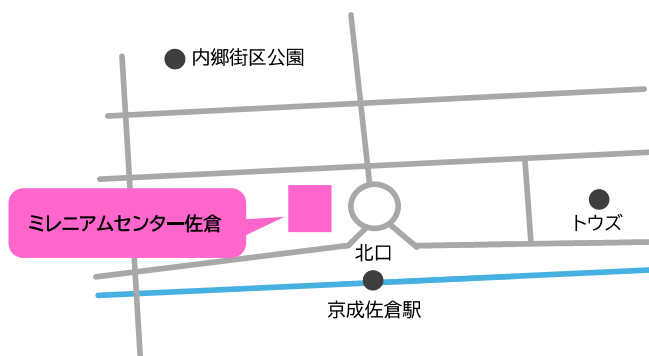 内郷街区公園
ミレニアムセンター佐倉
トウズ
北口
京成佐倉駅